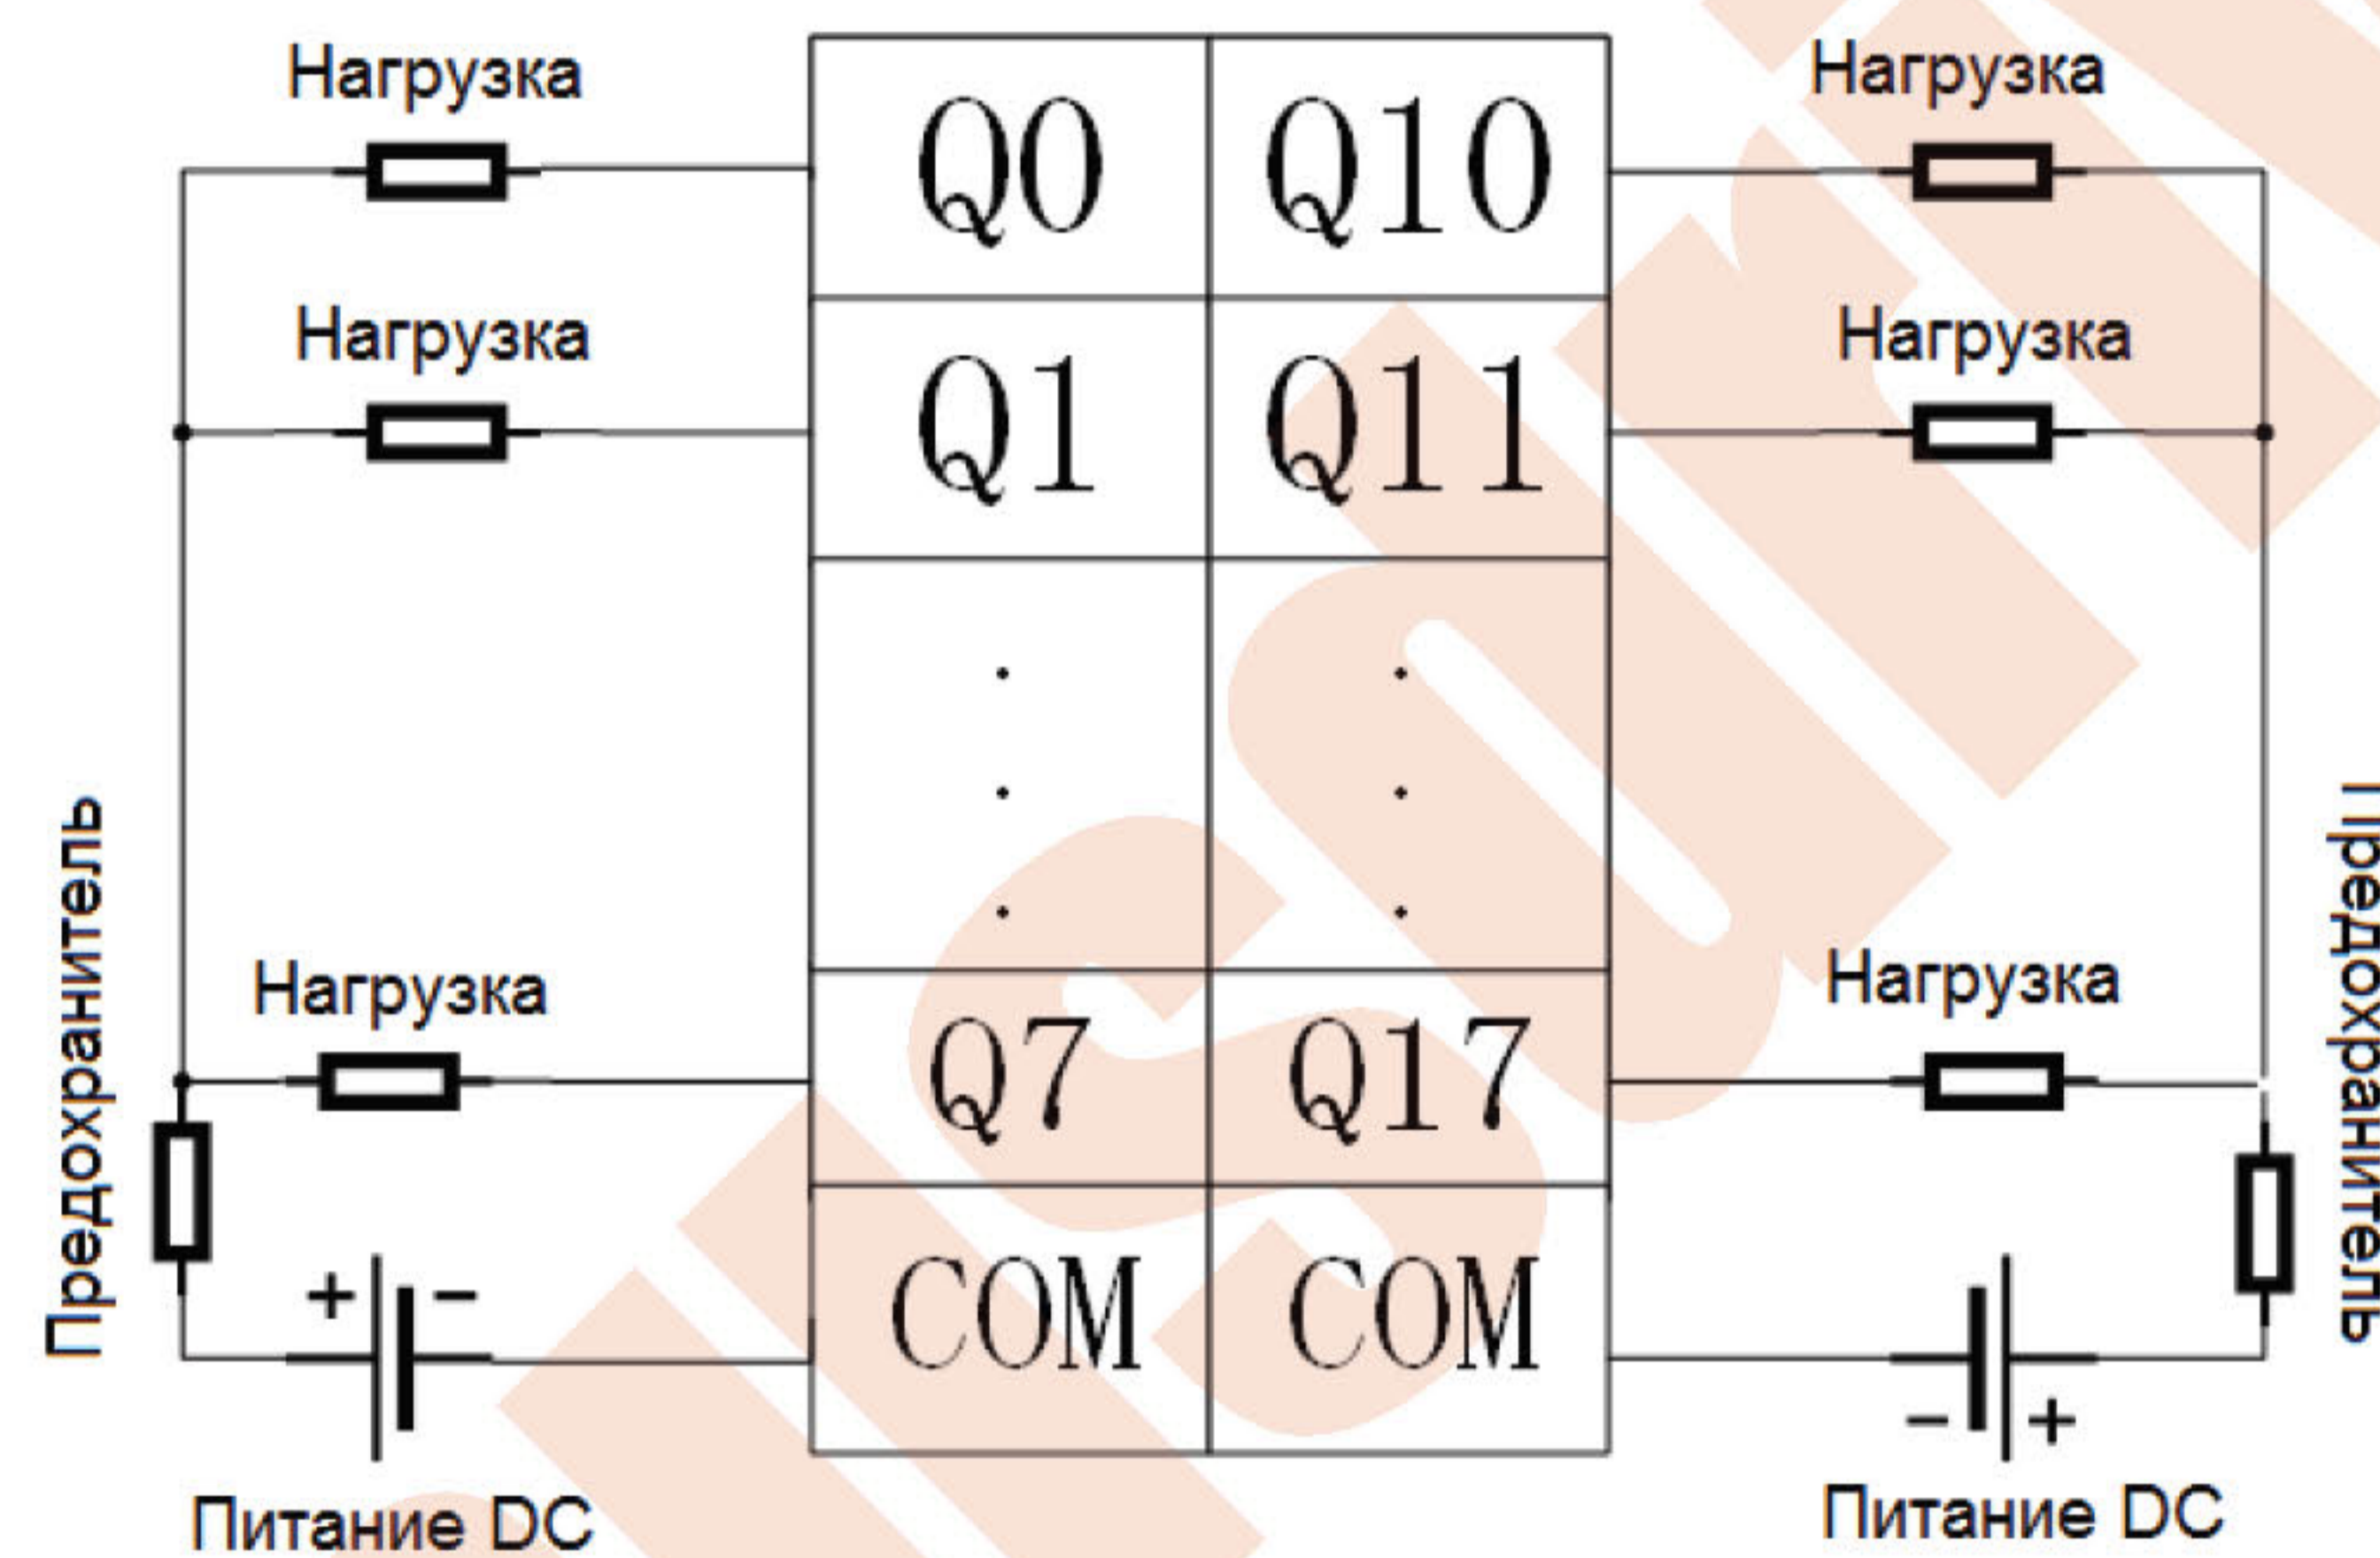 Нагрузка Q0 Q10 Нагрузка
Нагрузка Q1 Q11 Нагрузка
Предохранитель Предохранитель
Нагрузка Q7 Q17 Нагрузка
+ − COM COM − +
Питание DC Питание DC